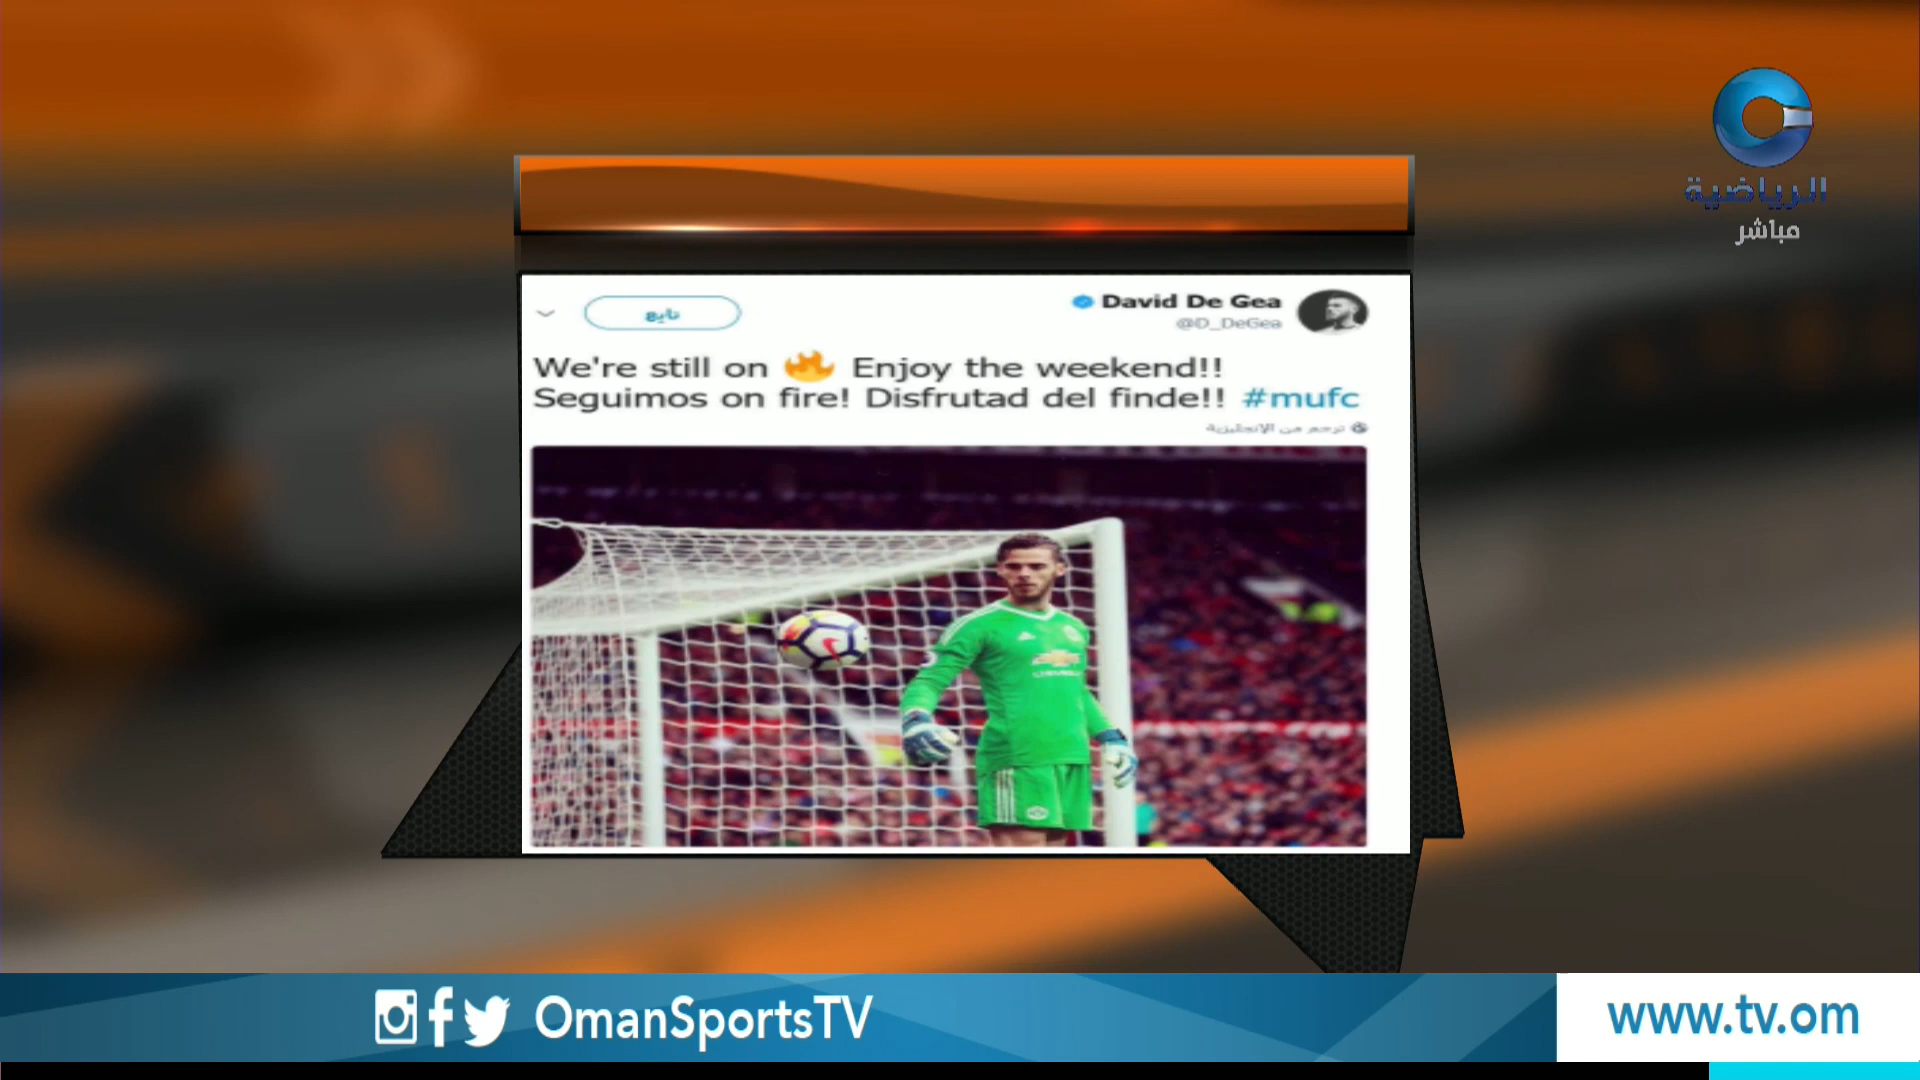 الرياضية
مباشر
David De Gea
@D_DeGea
تابع
We're still on 🔥 Enjoy the weekend!!
Seguimos on fire! Disfrutad del finde!! #mufc
ترجم من الإنجليزية
CHEVROLET
OmanSportsTV
www.tv.om